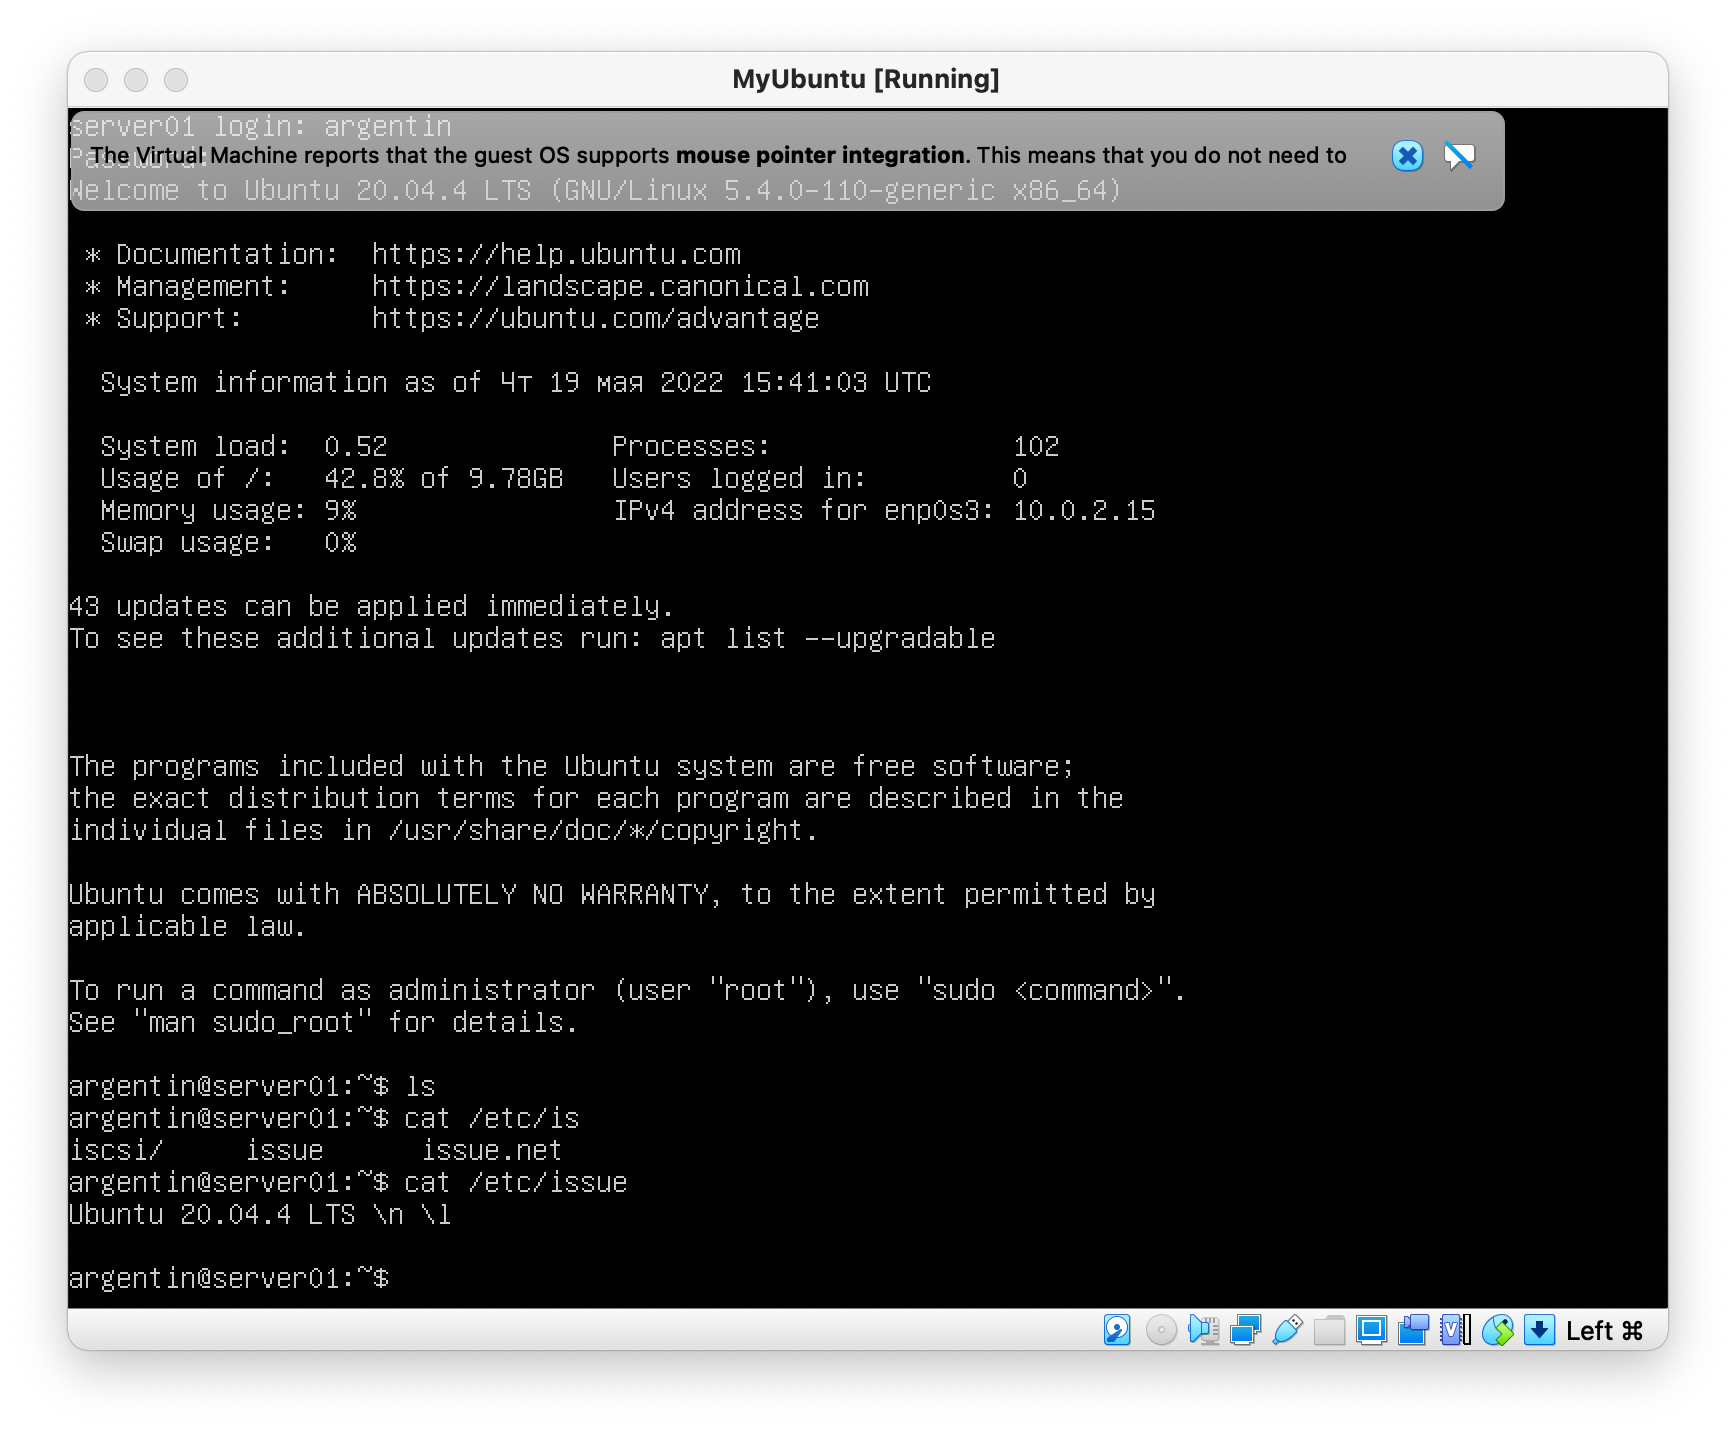 MyUbuntu [Running]
server01 login: argentin
Password:
The Virtual Machine reports that the guest OS supports mouse pointer integration. This means that you do not need to
Welcome to Ubuntu 20.04.4 LTS (GNU/Linux 5.4.0-110-generic x86_64)
* Documentation:  https://help.ubuntu.com
* Management:     https://landscape.canonical.com
* Support:        https://ubuntu.com/advantage
System information as of Чт 19 мая 2022 15:41:03 UTC
System load:  0.52              Processes:               102
Usage of /:   42.8% of 9.78GB   Users logged in:         0
Memory usage: 9%                IPv4 address for enp0s3: 10.0.2.15
Swap usage:   0%
43 updates can be applied immediately.
To see these additional updates run: apt list --upgradable
The programs included with the Ubuntu system are free software;
the exact distribution terms for each program are described in the
individual files in /usr/share/doc/*/copyright.
Ubuntu comes with ABSOLUTELY NO WARRANTY, to the extent permitted by
applicable law.
To run a command as administrator (user "root"), use "sudo <command>".
See "man sudo_root" for details.
argentin@server01:~$ ls
argentin@server01:~$ cat /etc/is
iscsi/     issue      issue.net
argentin@server01:~$ cat /etc/issue
Ubuntu 20.04.4 LTS \n \l
argentin@server01:~$
Left ⌘